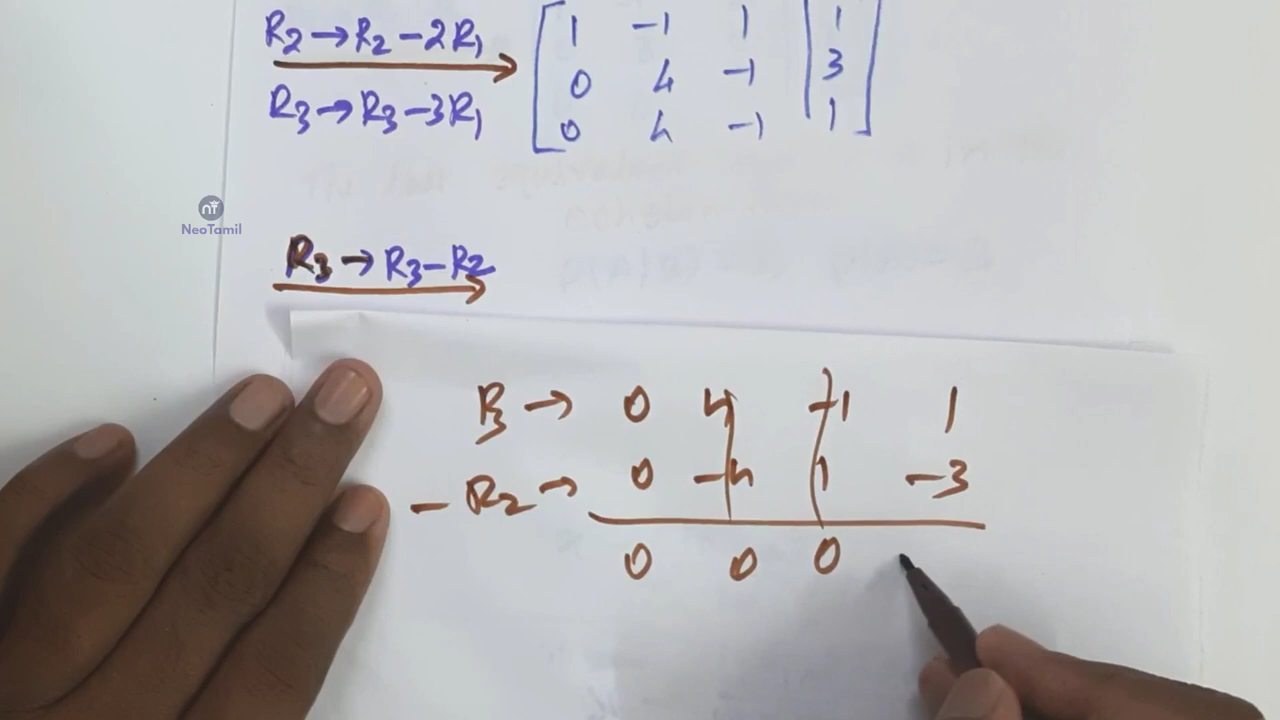 R2 → R2 - 2R1
R3 → R3 - 3R1
1 -1 1 | 1
0 4 -1 | 3
0 4 -1 | 1
nT
NeoTamil
R3 → R3 - R2
R3 → 0 4 -1 1
- R2 → 0 -4 1 -3
0 0 0